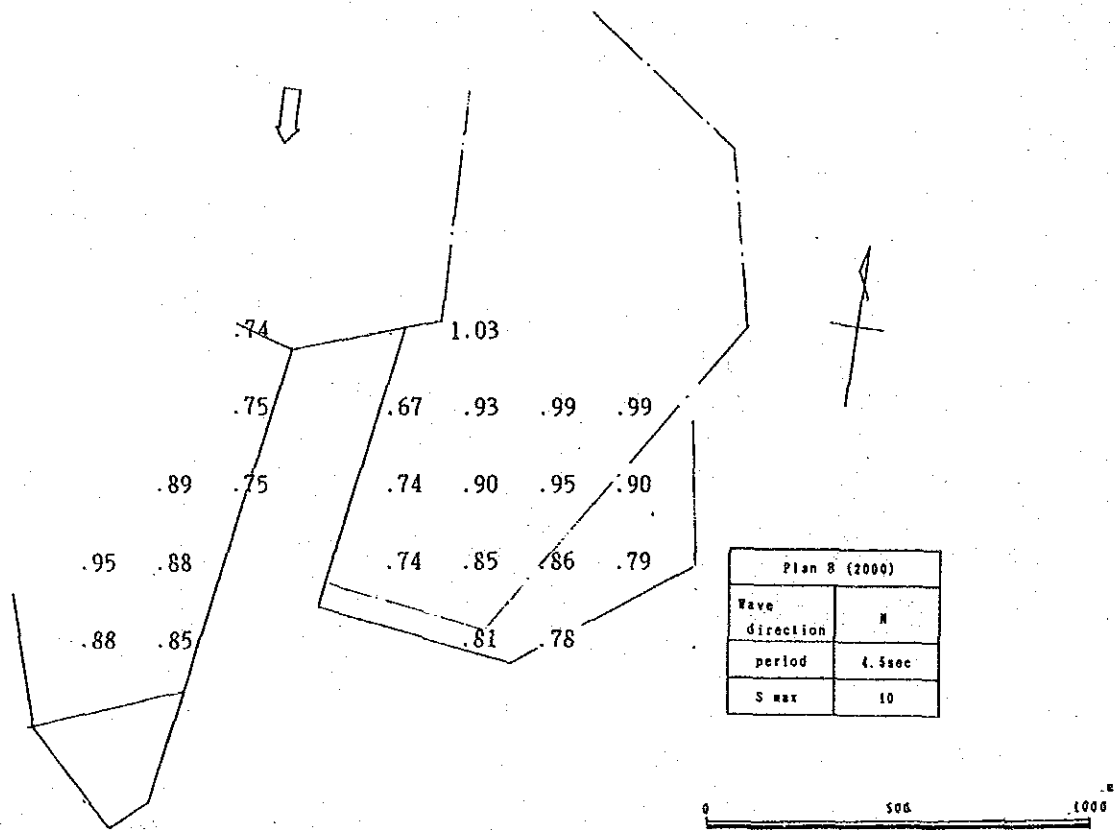 .74 1.03
.75 .67 .93 .99 .99
.89 .75 .74 .90 .95 .90
.95 .88 .74 .85 .86 .79
.88 .85 .81 .78
Plan 8 (2000)
Wave direction N
period 4.5sec
S max 10
0 500 1000 m